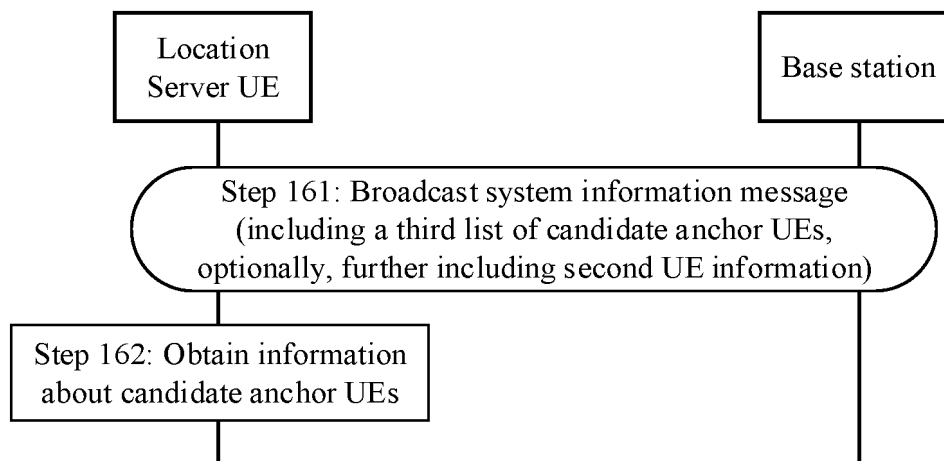 Location
Server UE
Base station
Step 161: Broadcast system information message
(including a third list of candidate anchor UEs,
optionally, further including second UE information)
Step 162: Obtain information
about candidate anchor UEs